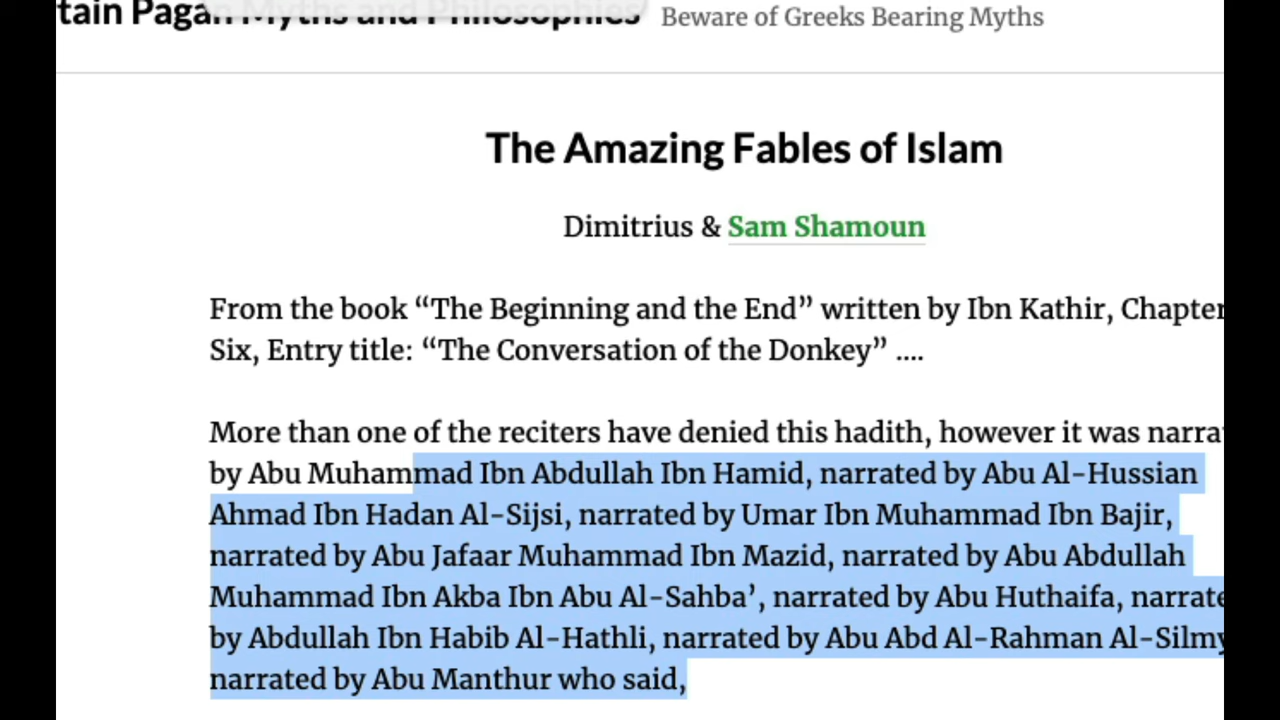 tain Pagan Myths and Philosophies Beware of Greeks Bearing Myths
The Amazing Fables of Islam
Dimitrius & Sam Shamoun
From the book “The Beginning and the End” written by Ibn Kathir, Chapter
Six, Entry title: “The Conversation of the Donkey” ....
More than one of the reciters have denied this hadith, however it was narra
by Abu Muhammad Ibn Abdullah Ibn Hamid, narrated by Abu Al-Hussian
Ahmad Ibn Hadan Al-Sijsi, narrated by Umar Ibn Muhammad Ibn Bajir,
narrated by Abu Jafaar Muhammad Ibn Mazid, narrated by Abu Abdullah
Muhammad Ibn Akba Ibn Abu Al-Sahba’, narrated by Abu Huthaifa, narrate
by Abdullah Ibn Habib Al-Hathli, narrated by Abu Abd Al-Rahman Al-Silmy
narrated by Abu Manthur who said,